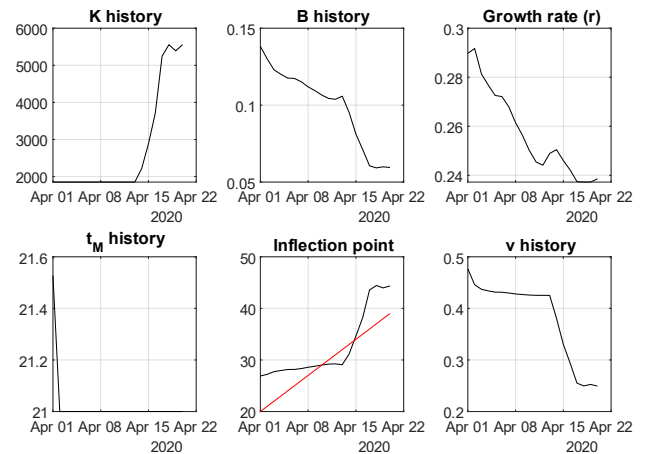 K history
6000
5000
4000
3000
2000
Apr 01 Apr 08 Apr 15 Apr 22
2020
B history
0.15
0.1
0.05
Apr 01 Apr 08 Apr 15 Apr 22
2020
Growth rate (r)
0.3
0.28
0.26
0.24
Apr 01 Apr 08 Apr 15 Apr 22
2020
t_M history
21.6
21.4
21.2
21
Apr 01 Apr 08 Apr 15 Apr 22
2020
Inflection point
50
40
30
20
Apr 01 Apr 08 Apr 15 Apr 22
2020
v history
0.5
0.4
0.3
0.2
Apr 01 Apr 08 Apr 15 Apr 22
2020